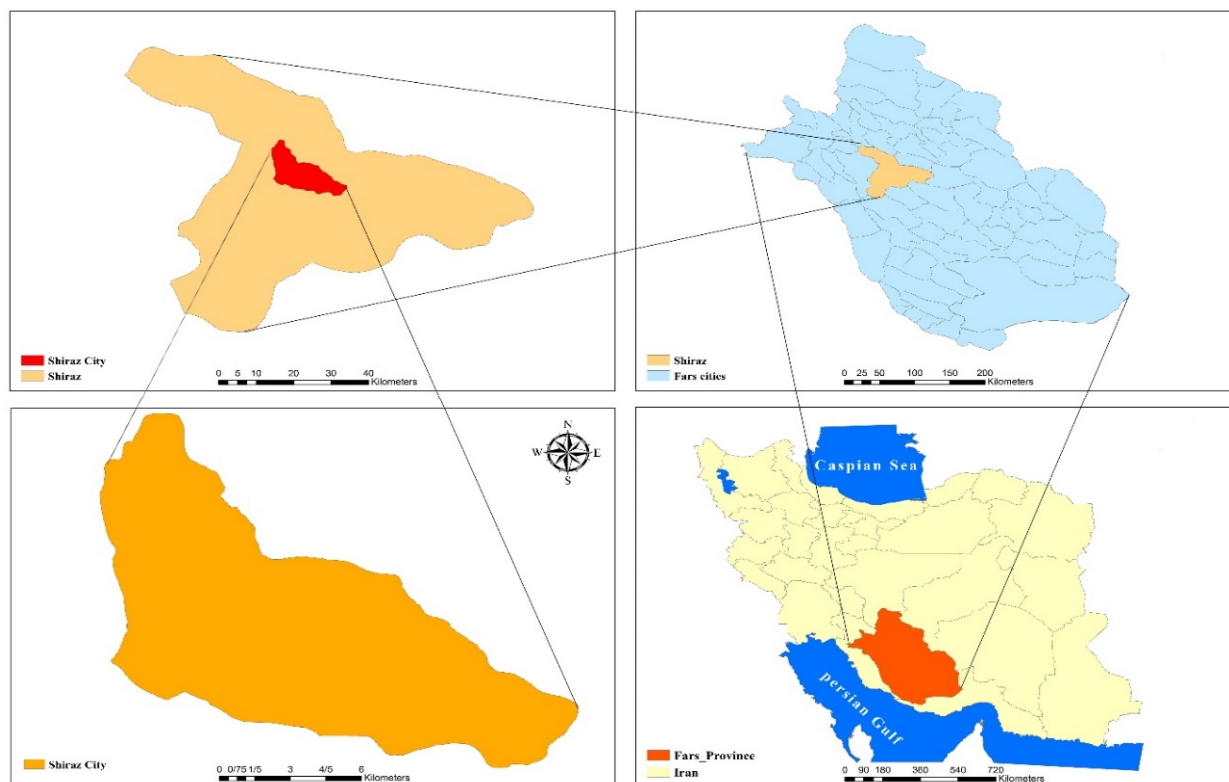 Shiraz City
Shiraz
0 5 10 20 30 40
Kilometers
Shiraz
Fars cities
0 25 50 100 150 200
Kilometers
N
W E
S
Shiraz City
0 0/75 1/5 3 4/5 6
Kilometers
Caspian Sea
persian Gulf
Fars_Province
Iran
0 90 180 360 540 720
Kilometers